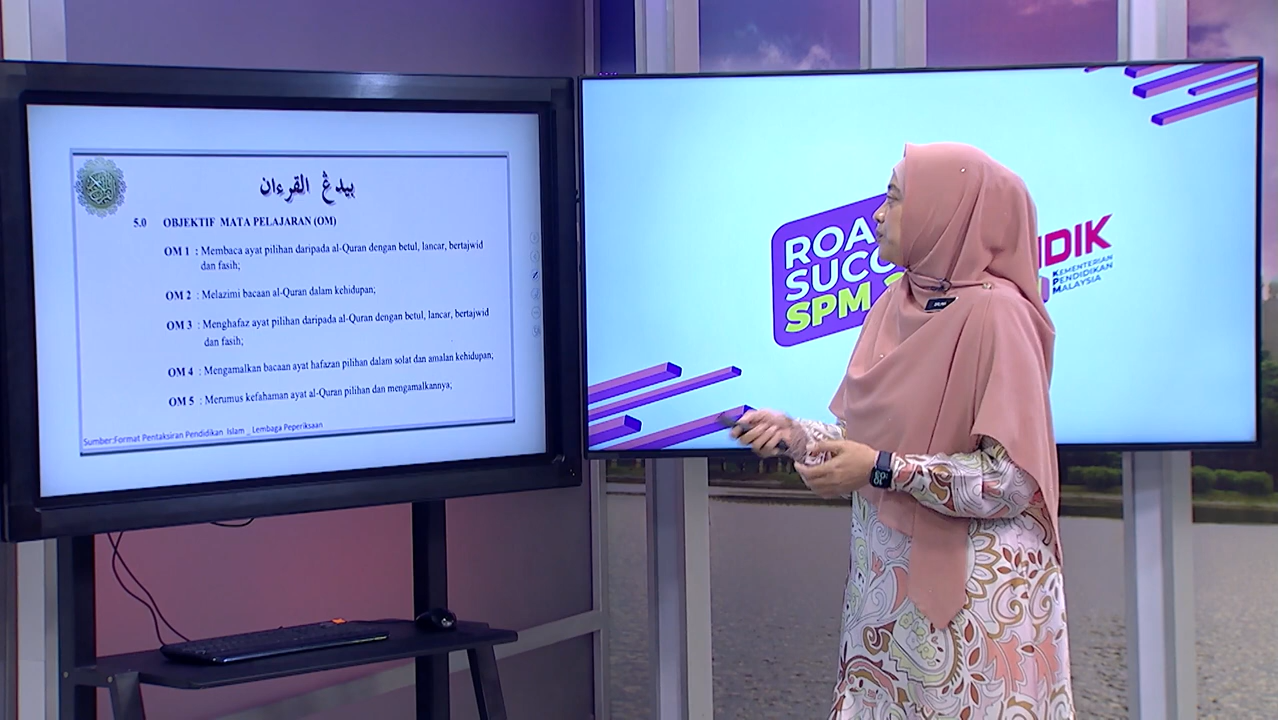 بيدڠ القرءان
5.0 OBJEKTIF MATA PELAJARAN (OM)
OM 1 : Membaca ayat pilihan daripada al-Quran dengan betul, lancar, bertajwid
dan fasih;
OM 2 : Melazimi bacaan al-Quran dalam kehidupan;
OM 3 : Menghafaz ayat pilihan daripada al-Quran dengan betul, lancar, bertajwid
dan fasih;
OM 4 : Mengamalkan bacaan ayat hafazan pilihan dalam solat dan amalan kehidupan;
OM 5 : Merumus kefahaman ayat al-Quran pilihan dan mengamalkannya;
Sumber:Format Pentaksiran Pendidikan Islam _ Lembaga Peperiksaan
ROA
SUCC
SPM
IDIK
KEMENTERIAN
PENDIDIKAN
MALAYSIA